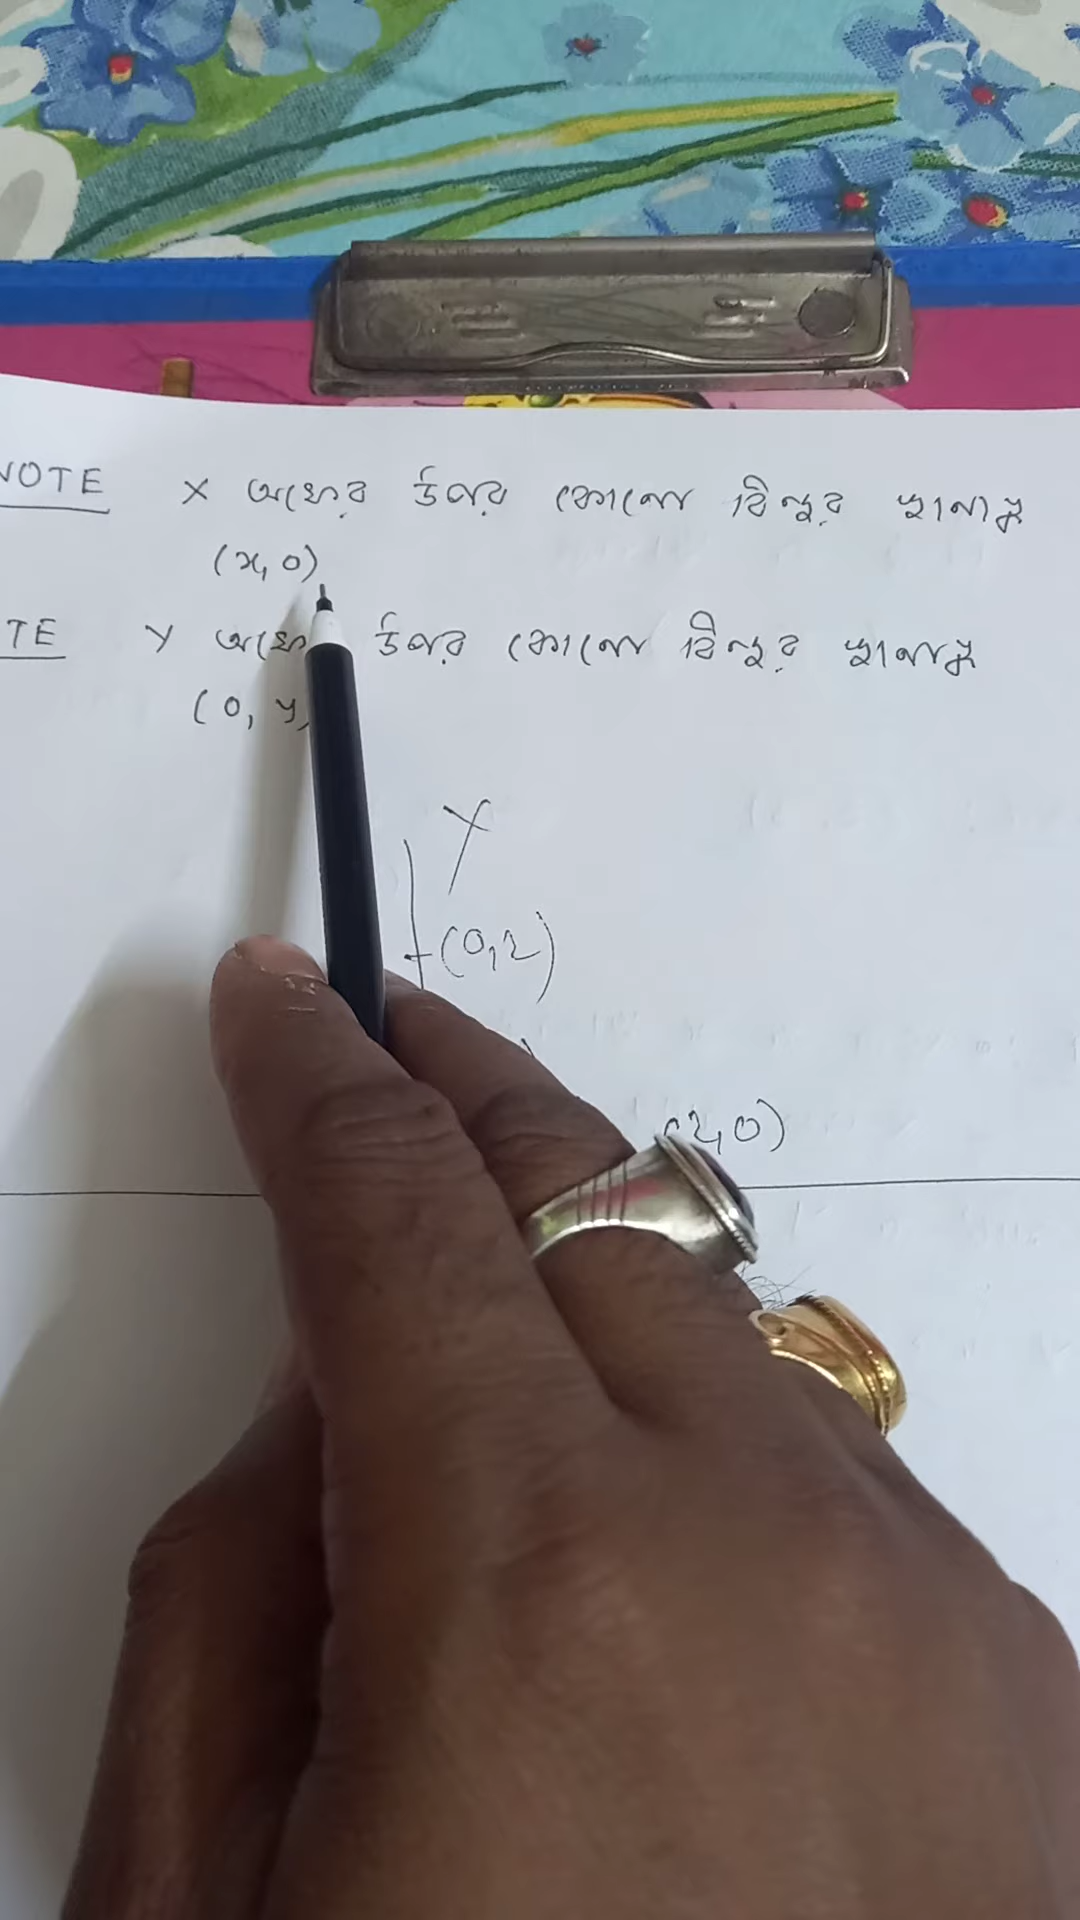 NOTE X অক্ষের উপর কোনো বিন্দুর স্থানাঙ্ক
(x, 0)
TE Y অক্ষে উপর কোনো বিন্দুর স্থানাঙ্ক
(0, y)
Y
(0,2)
(2,0)